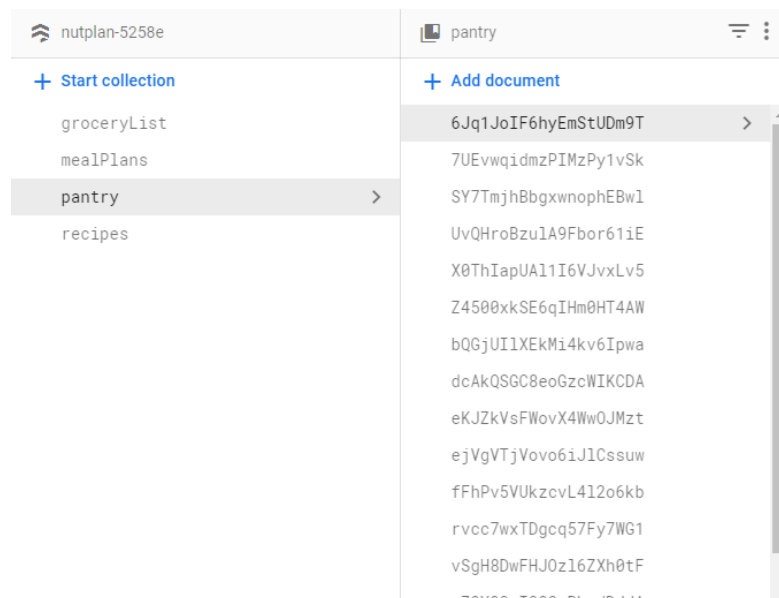 nutplan-5258e
Start collection
groceryList
mealPlans
pantry
recipes
pantry
Add document
6Jq1JoIF6hyEmStUDm9T
7UEvwqidmzPIMzPy1vSk
SY7TmjhBbgxwnophEBwl
UvQHroBzulA9Fbor61iE
X0ThIapUAl1I6VJvxLv5
Z4500xkSE6qIHm0HT4AW
bQGjUIlXEkMi4kv6Ipwa
dcAkQSGC8eoGzcWIKCDA
eKJZkVsFWovX4WwOJMzt
ejVgVTjVovo6iJlCssuw
fFhPv5VUkzcvL4l2o6kb
rvcc7wxTDgcq57Fy7WG1
vSgH8DwFHJOzl6ZXh0tF